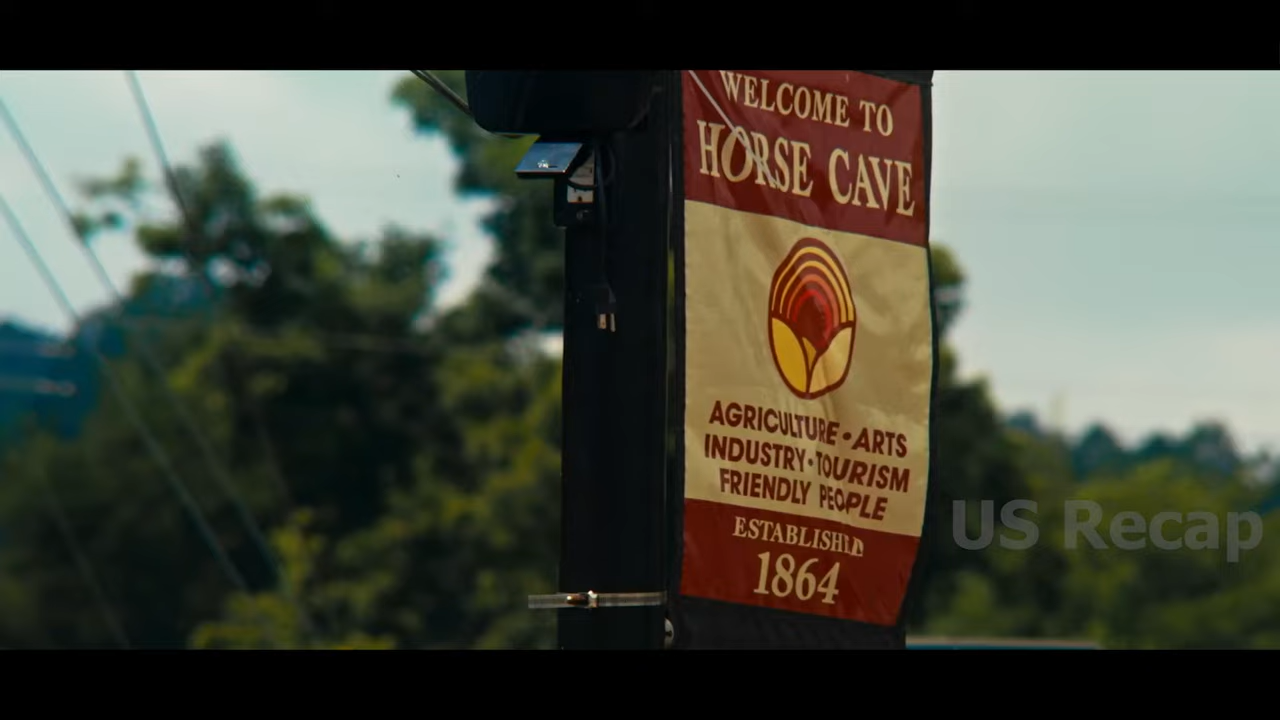 WELCOME TO
HORSE CAVE
AGRICULTURE • ARTS
INDUSTRY • TOURISM
FRIENDLY PEOPLE
ESTABLISHED
1864
US Recap